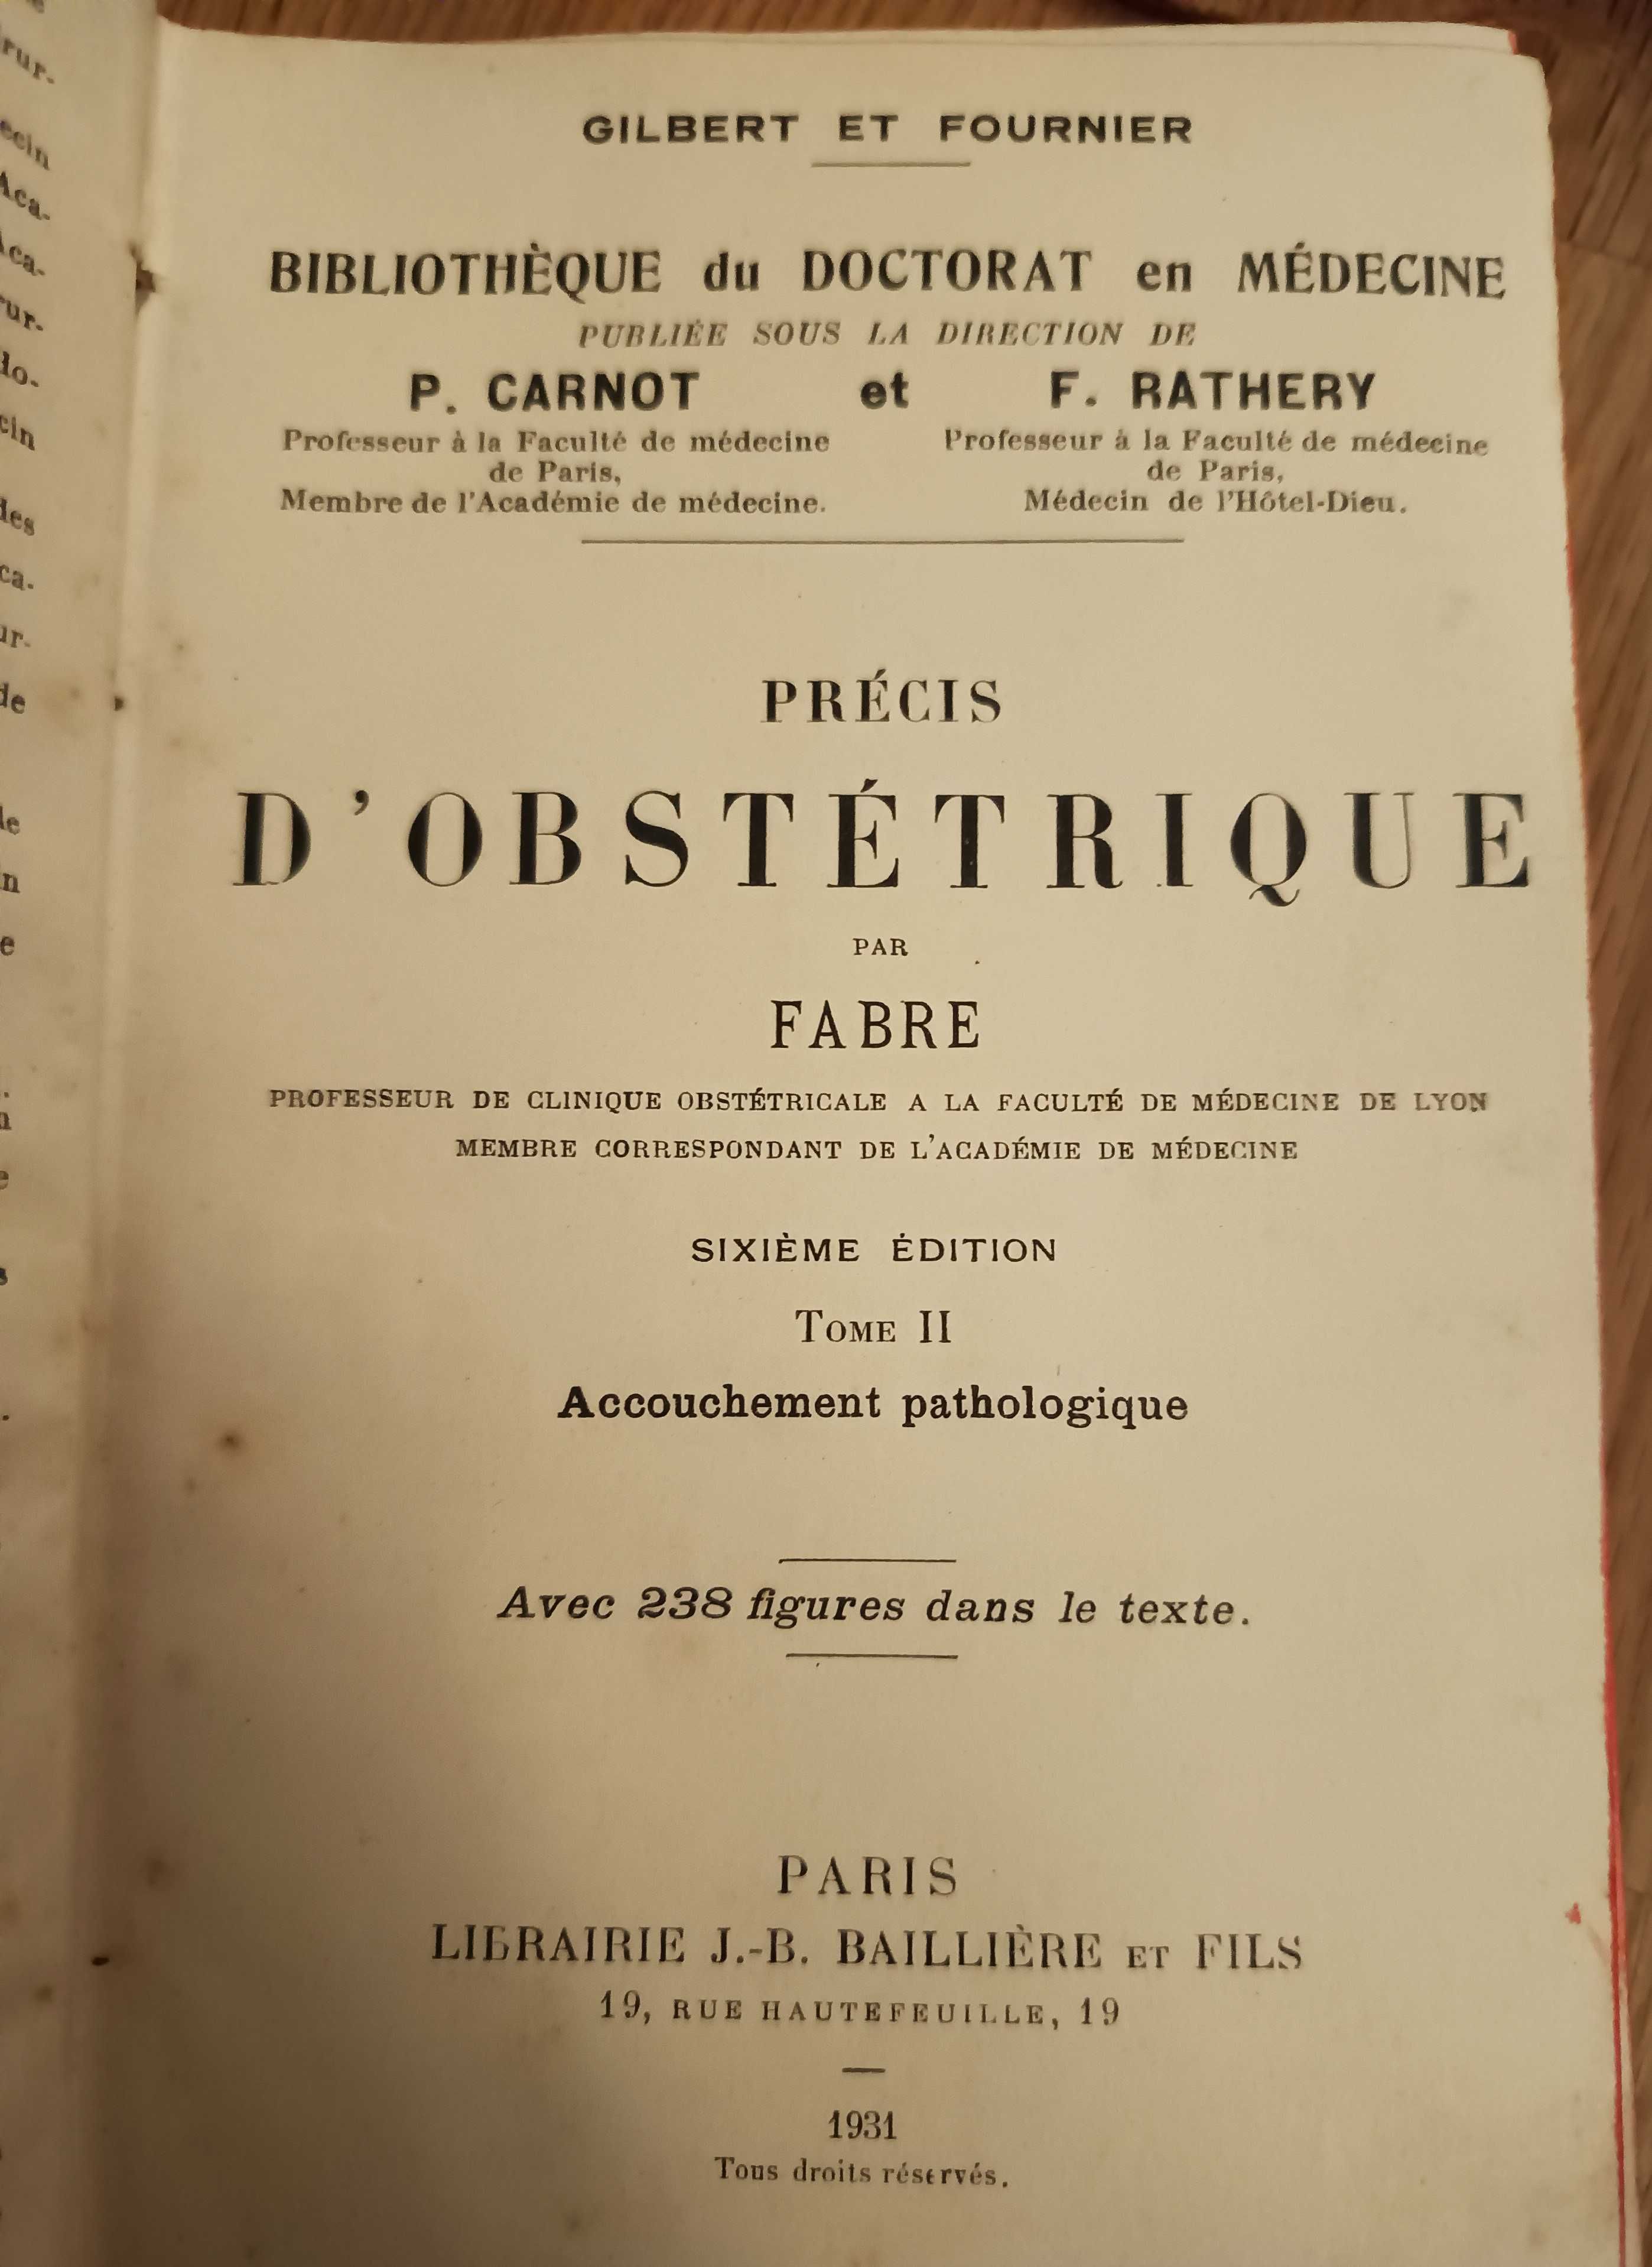 GILBERT ET FOURNIER
BIBLIOTHÈQUE du DOCTORAT en MÉDECINE
PUBLIÉE SOUS LA DIRECTION DE
P. CARNOT et F. RATHERY
Professeur à la Faculté de médecine
de Paris,
Membre de l'Académie de médecine.
Professeur à la Faculté de médecine
de Paris,
Médecin de l'Hôtel-Dieu.
PRÉCIS
D'OBSTÉTRIQUE
PAR
FABRE
PROFESSEUR DE CLINIQUE OBSTÉTRICALE A LA FACULTÉ DE MÉDECINE DE LYON
MEMBRE CORRESPONDANT DE L'ACADÉMIE DE MÉDECINE
SIXIÈME ÉDITION
TOME II
Accouchement pathologique
Avec 238 figures dans le texte.
PARIS
LIBRAIRIE J.-B. BAILLIÈRE ET FILS
19, RUE HAUTEFEUILLE, 19
1931
Tous droits réservés.